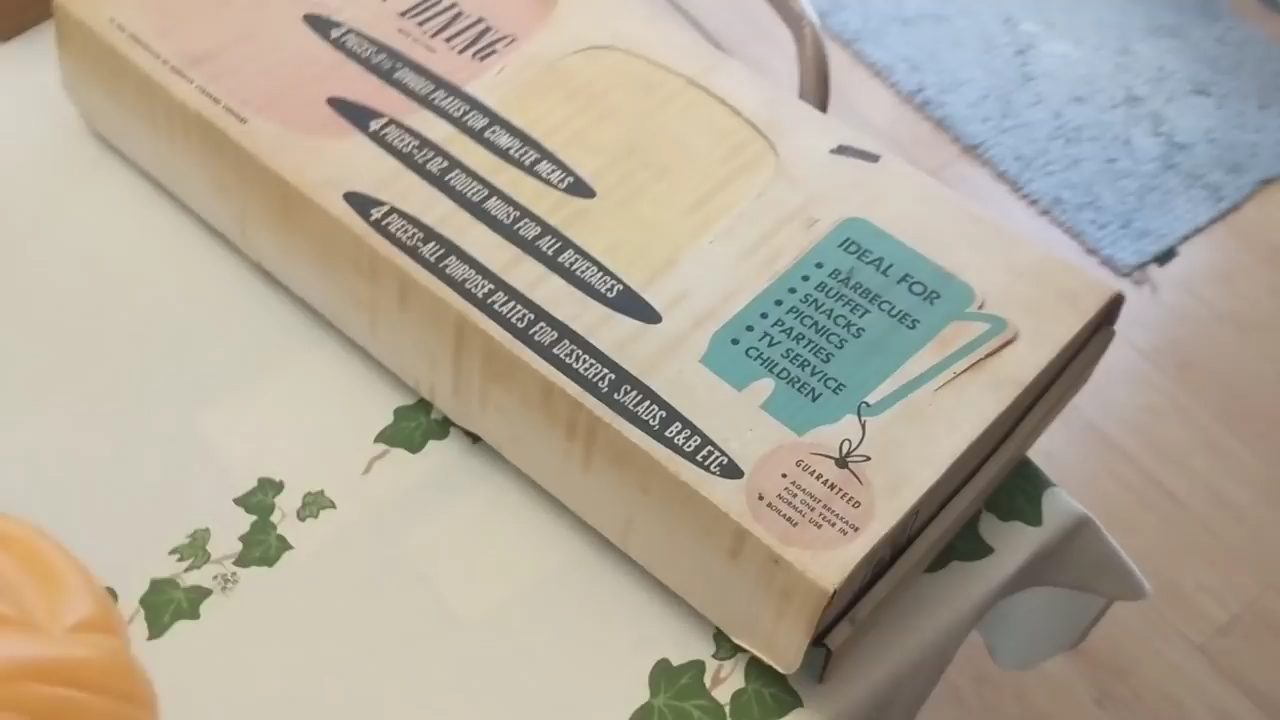 DINING
4 PIECES-9½" DIVIDED PLATES FOR COMPLETE MEALS
4 PIECES-12 OZ. FOOTED MUGS FOR ALL BEVERAGES
4 PIECES-ALL PURPOSE PLATES FOR DESSERTS, SALADS, B&B ETC.
IDEAL FOR
• BARBECUES
• BUFFET
• SNACKS
• PICNICS
• PARTIES
• TV SERVICE
• CHILDREN
GUARANTEED
• AGAINST BREAKAGE
FOR ONE YEAR IN
NORMAL USE
• BOILABLE